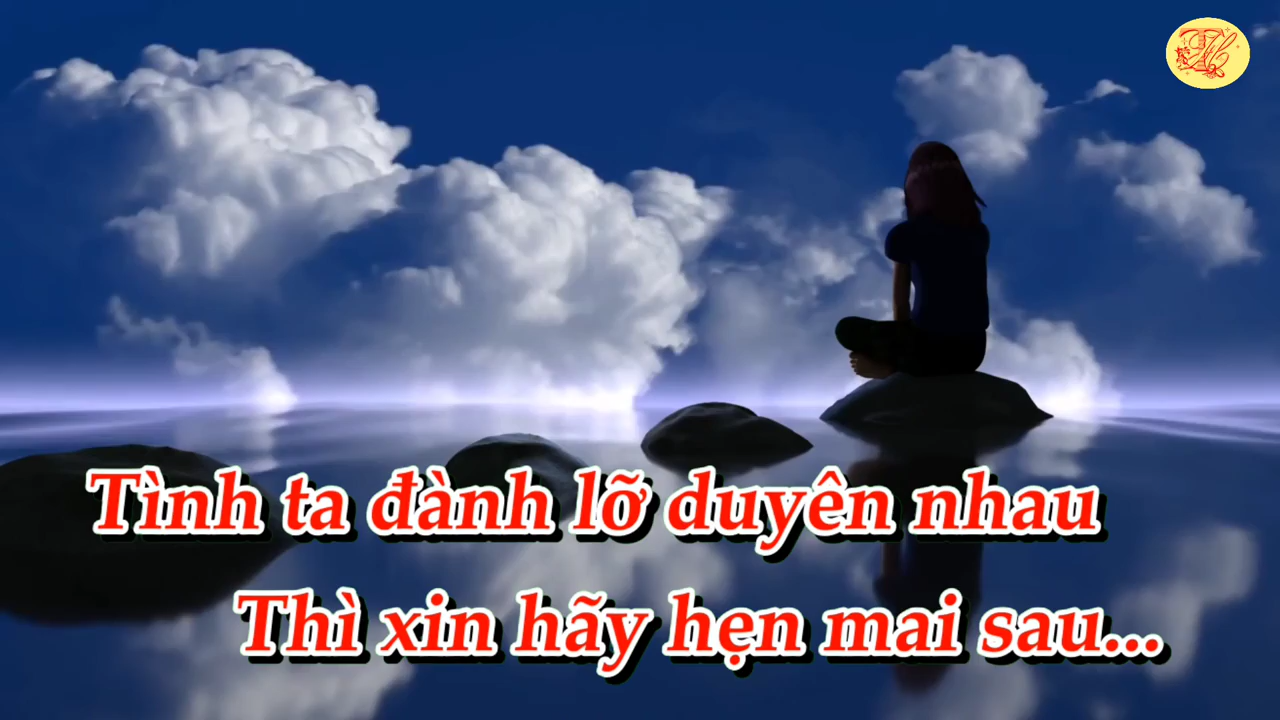 Tình ta đành lỡ duyên nhau
Thì xin hãy hẹn mai sau...